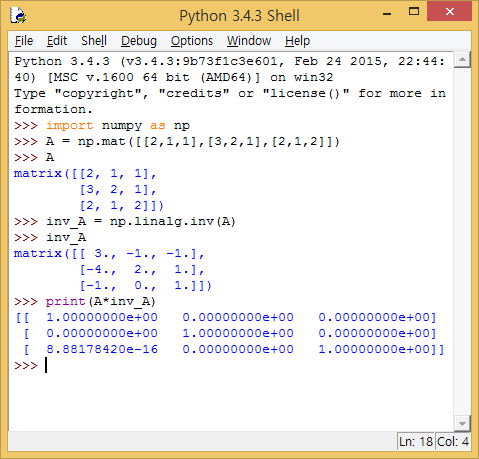 Python 3.4.3 Shell
File Edit Shell Debug Options Window Help
Python 3.4.3 (v3.4.3:9b73f1c3e601, Feb 24 2015, 22:44:
40) [MSC v.1600 64 bit (AMD64)] on win32
Type "copyright", "credits" or "license()" for more in
formation.
>>> import numpy as np
>>> A = np.mat([[2,1,1],[3,2,1],[2,1,2]])
>>> A
matrix([[2, 1, 1],
        [3, 2, 1],
        [2, 1, 2]])
>>> inv_A = np.linalg.inv(A)
>>> inv_A
matrix([[ 3., -1., -1.],
        [-4.,  2.,  1.],
        [-1.,  0.,  1.]])
>>> print(A*inv_A)
[[  1.00000000e+00   0.00000000e+00   0.00000000e+00]
 [  0.00000000e+00   1.00000000e+00   0.00000000e+00]
 [  8.88178420e-16   0.00000000e+00   1.00000000e+00]]
>>>
Ln: 18 Col: 4